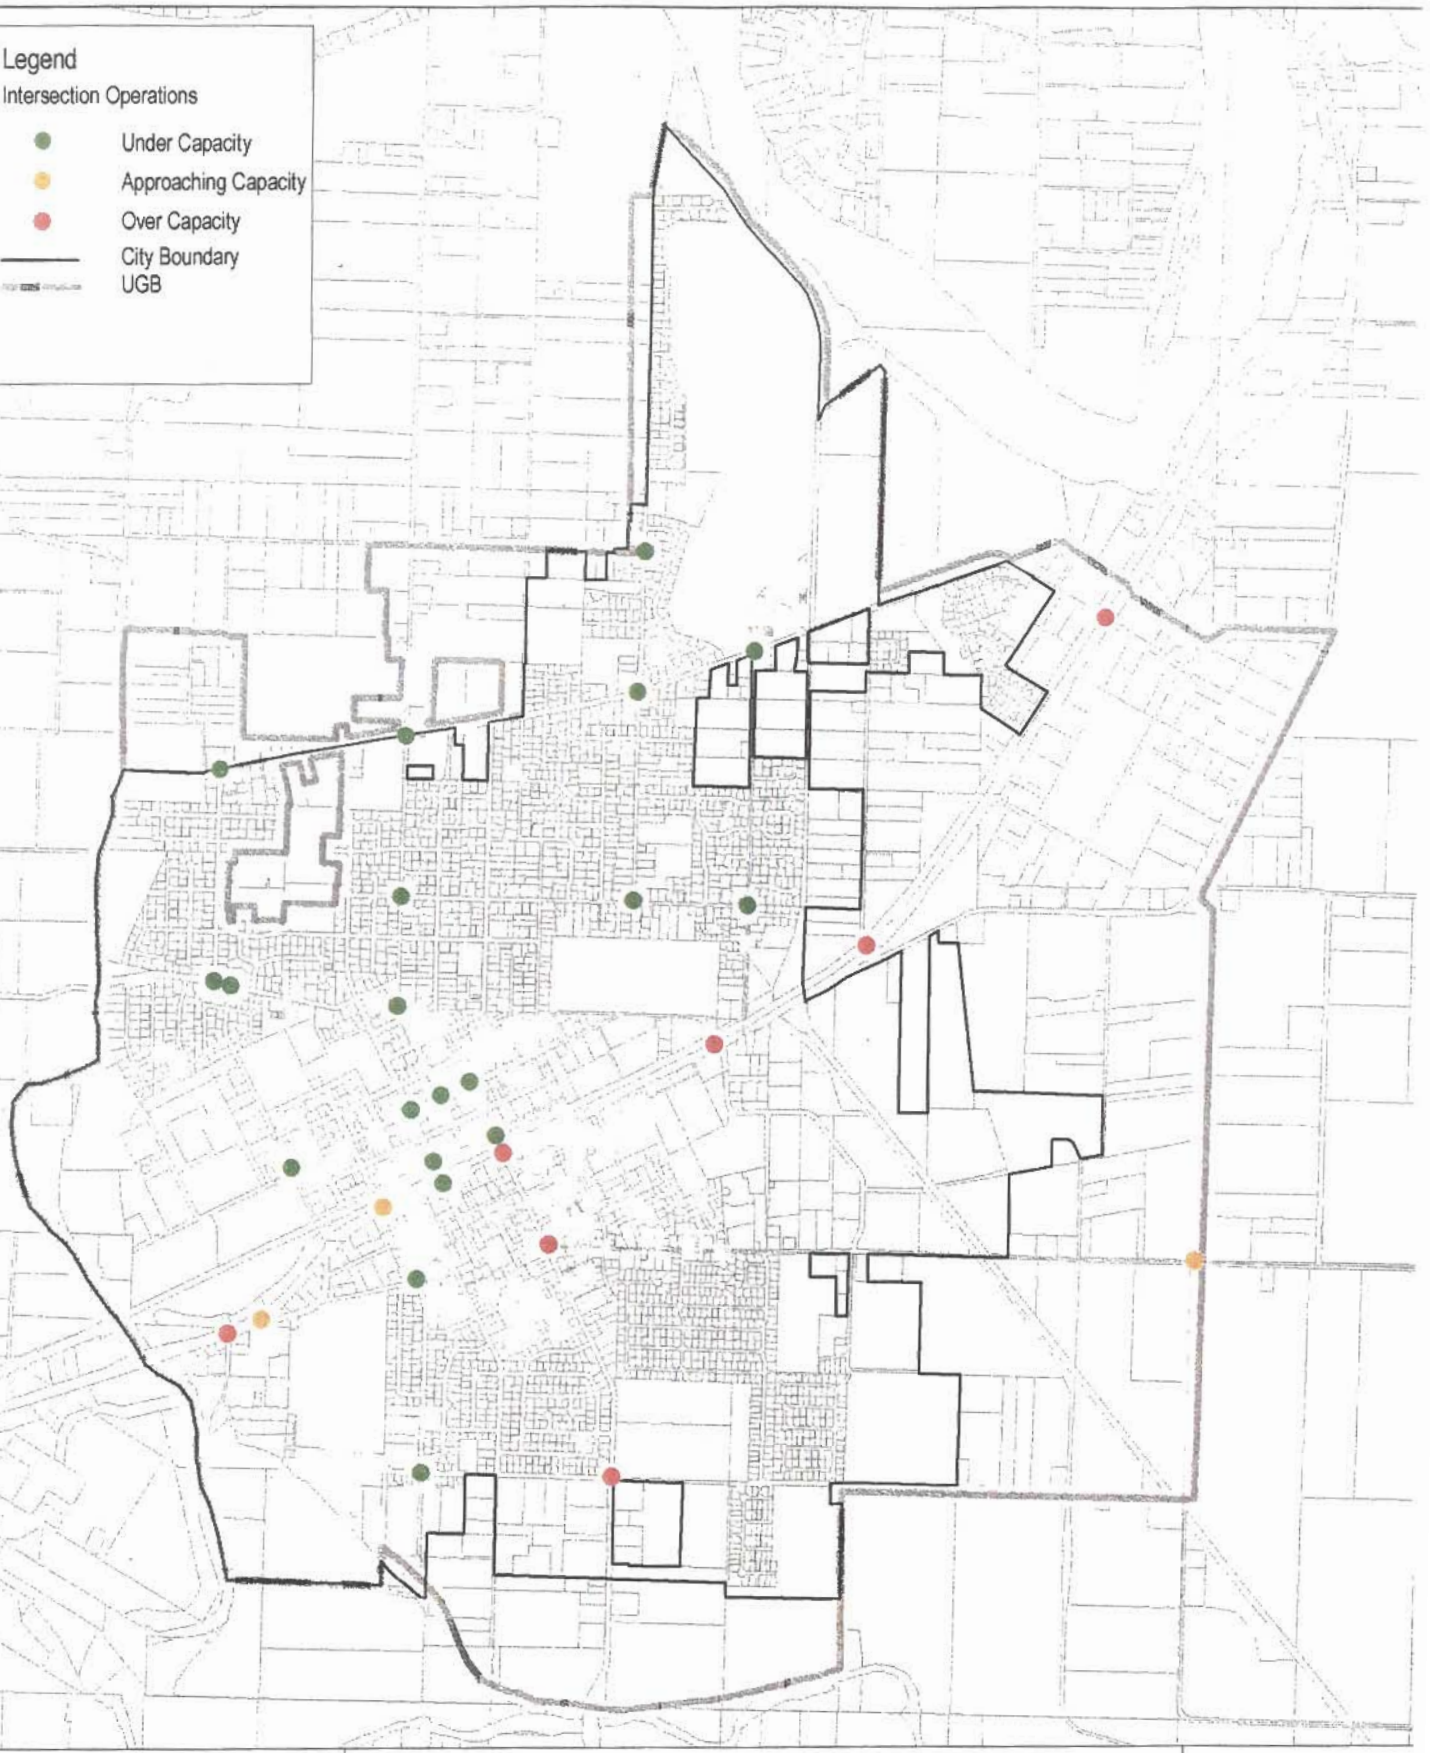 Legend
Intersection Operations
Under Capacity
Approaching Capacity
Over Capacity
City Boundary
UGB